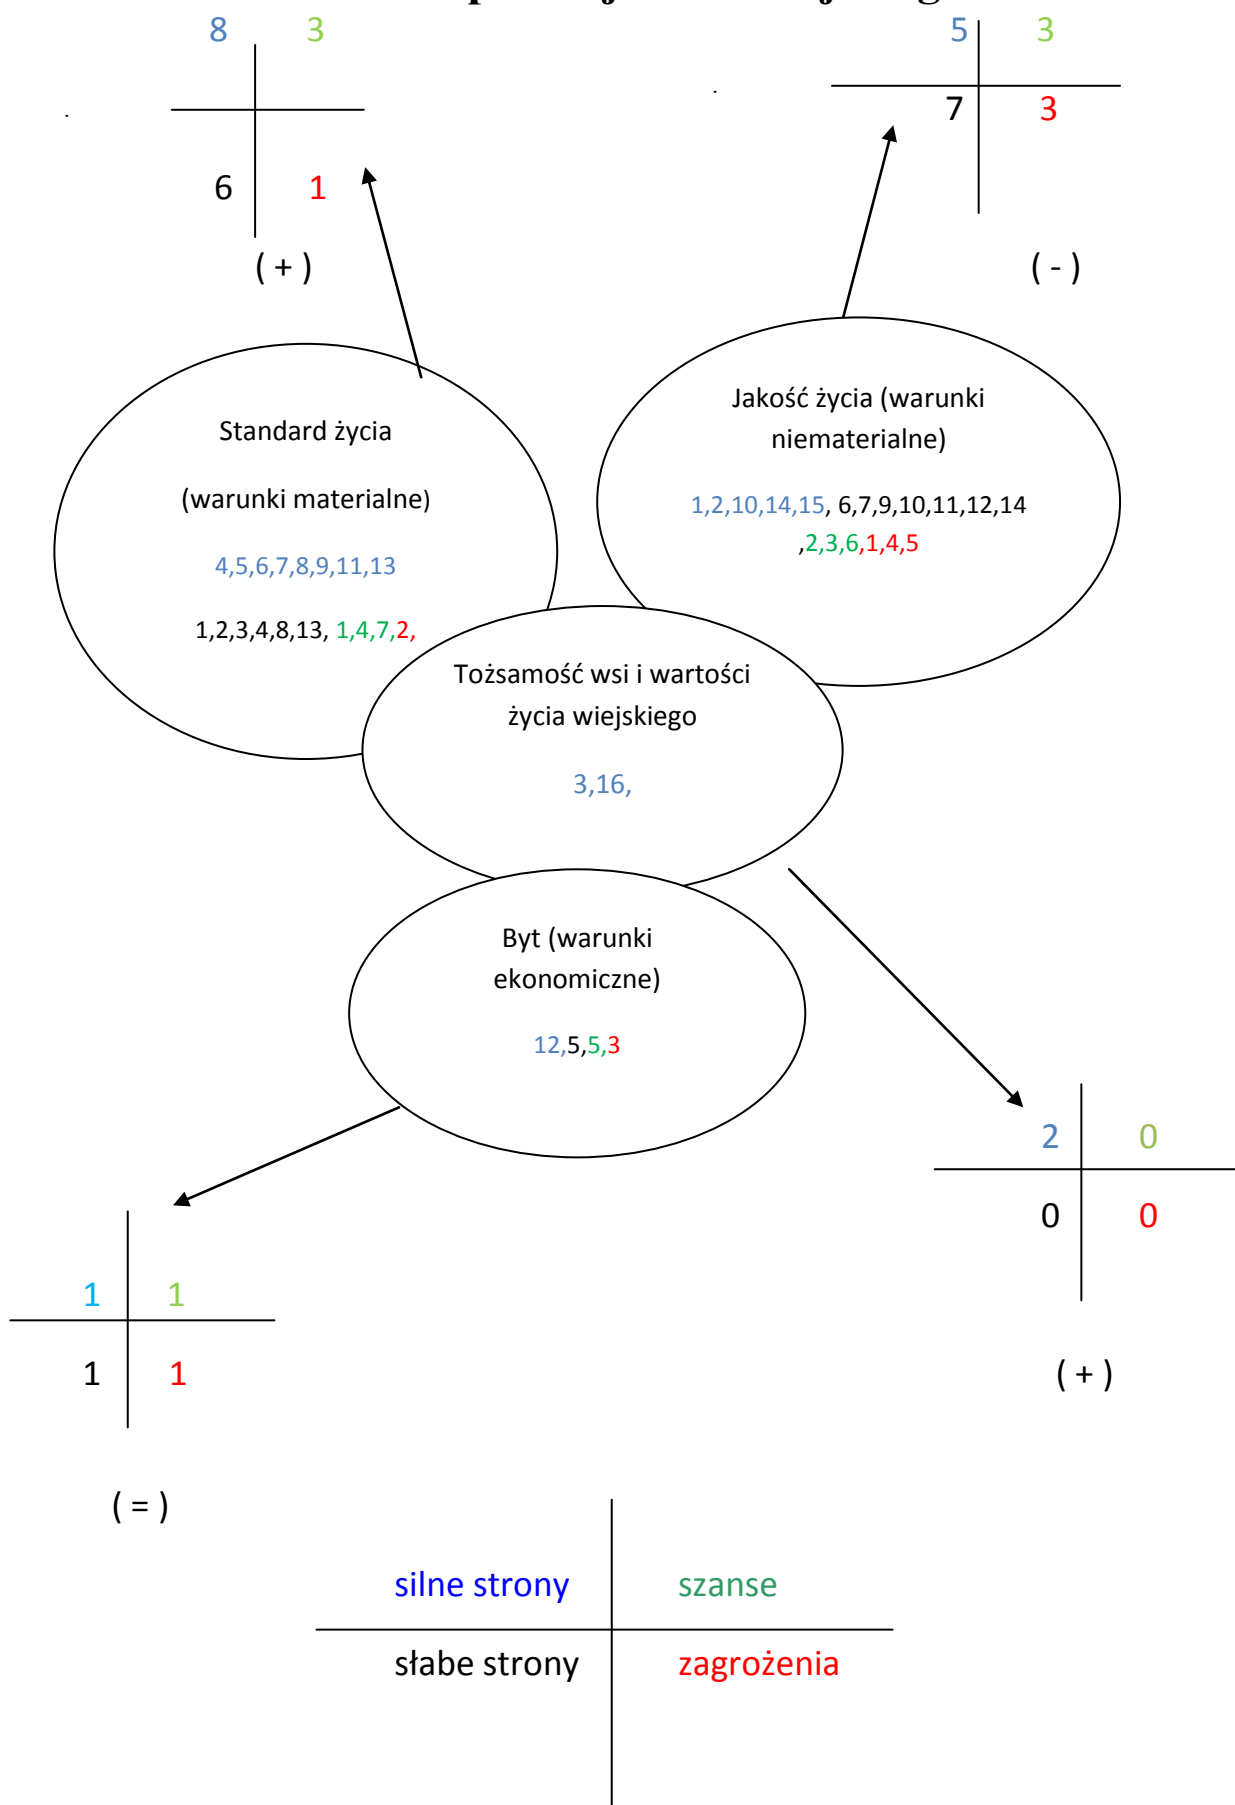 8 3
6 1
( + )
5 3
7 3
( - )
Standard życia
(warunki materialne)
4,5,6,7,8,9,11,13
1,2,3,4,8,13, 1,4,7,2,
Jakość życia (warunki
niematerialne)
1,2,10,14,15, 6,7,9,10,11,12,14
,2,3,6,1,4,5
Tożsamość wsi i wartości
życia wiejskiego
3,16,
Byt (warunki
ekonomiczne)
12,5,5,3
2 0
0 0
( + )
1 1
1 1
( = )
silne strony szanse
słabe strony zagrożenia